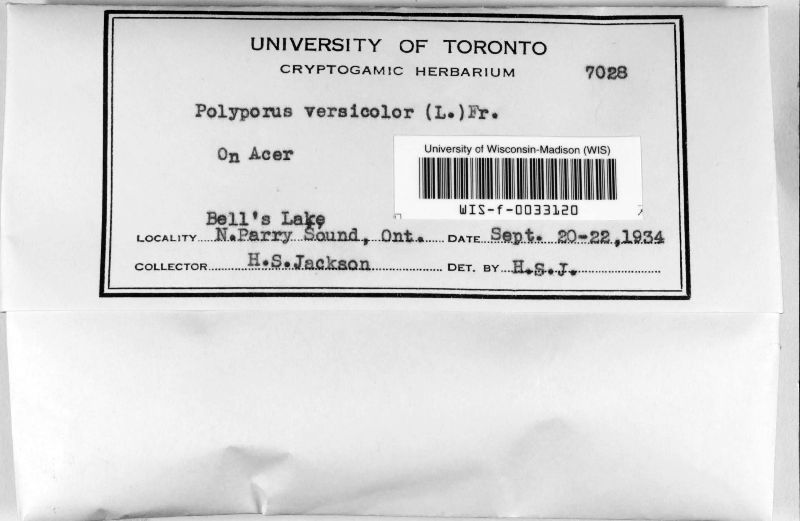 UNIVERSITY OF TORONTO
CRYPTOGAMIC HERBARIUM 7028
Polyporus versicolor (L.)Fr.
On Acer
University of Wisconsin-Madison (WIS)
WIS-f-0033120
Bell's Lake,
LOCALITY N.Parry Sound, Ont. DATE Sept. 20-22,1934
COLLECTOR H.S.Jackson DET. BY H.S.J.